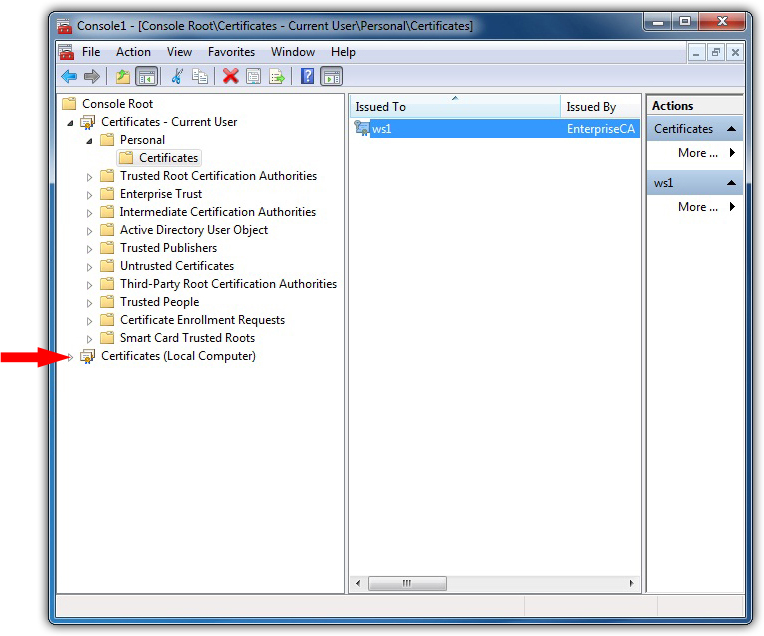 Console1 - [Console Root\Certificates - Current User\Personal\Certificates]
File Action View Favorites Window Help
Console Root
Certificates - Current User
Personal
Certificates
Trusted Root Certification Authorities
Enterprise Trust
Intermediate Certification Authorities
Active Directory User Object
Trusted Publishers
Untrusted Certificates
Third-Party Root Certification Authorities
Trusted People
Certificate Enrollment Requests
Smart Card Trusted Roots
Certificates (Local Computer)
Issued To Issued By
ws1 EnterpriseCA
Actions
Certificates
More ...
ws1
More ...